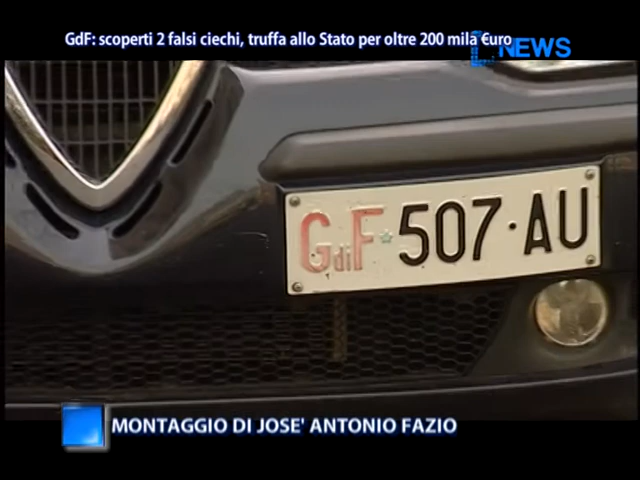 GdF: scoperti 2 falsi ciechi, truffa allo Stato per oltre 200 mila €uro
NEWS
GdiF*507·AU
MONTAGGIO DI JOSE' ANTONIO FAZIO